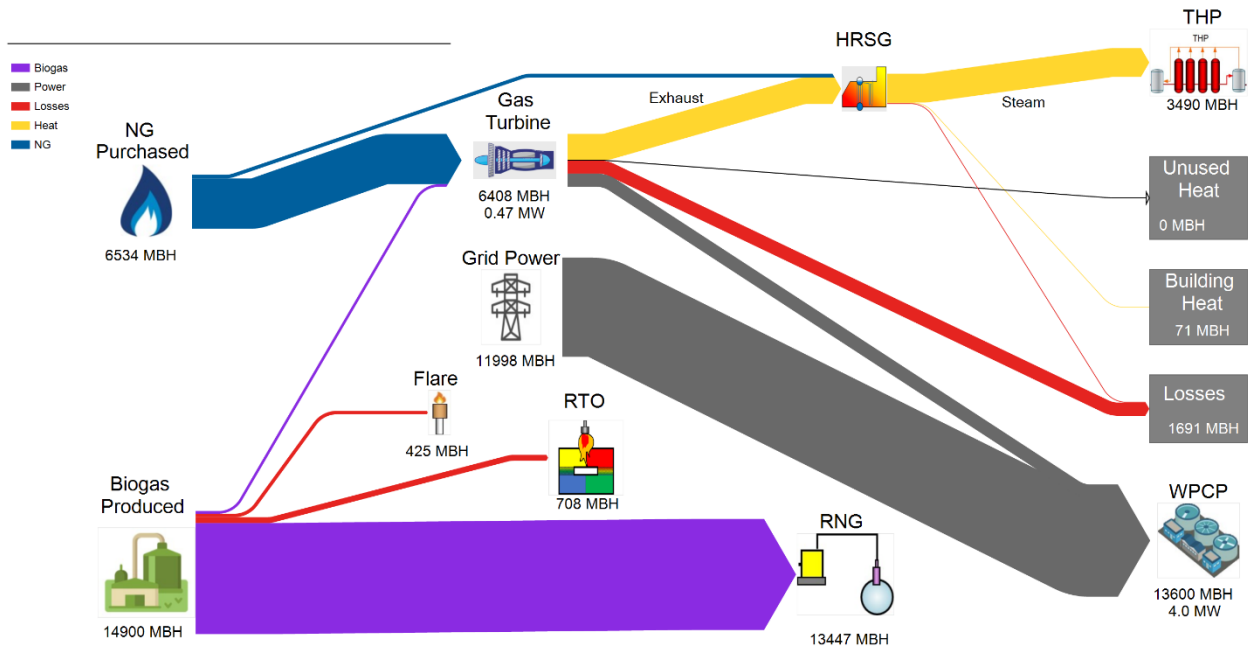 THP
THP
3490 MBH
HRSG
Biogas
Power
Losses
Heat
NG
Exhaust
Steam
NG
Purchased
6534 MBH
Gas
Turbine
6408 MBH
0.47 MW
Unused
Heat
0 MBH
Grid Power
11998 MBH
Building
Heat
71 MBH
Flare
425 MBH
RTO
708 MBH
Losses
1691 MBH
Biogas
Produced
14900 MBH
RNG
13447 MBH
WPCP
13600 MBH
4.0 MW